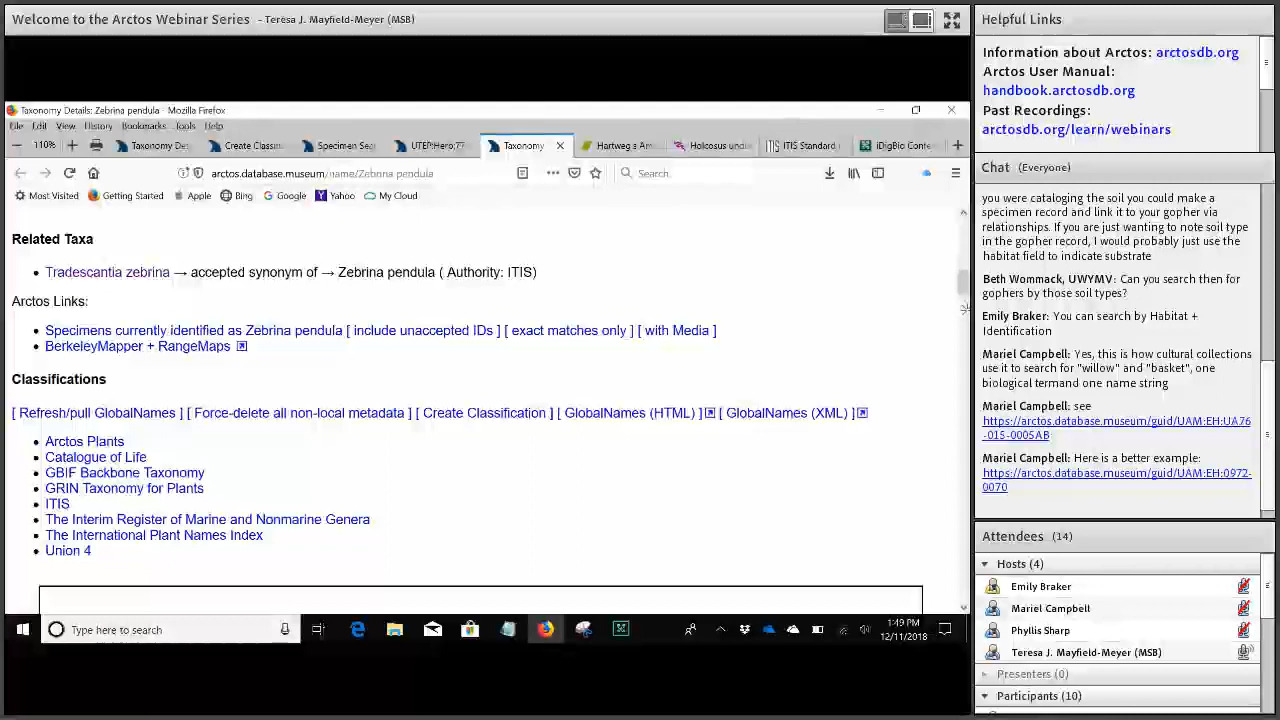 Welcome to the Arctos Webinar Series - Teresa J. Mayfield-Meyer (MSB)
Taxonomy Details: Zebrina pendula - Mozilla Firefox
File Edit View History Bookmarks Tools Help
110% Taxonomy Det Create Classifi Specimen Sea UTEP:Herp:77 Taxonomy Hartweg's Am Holcosus undu ITIS Standard iDigBio Conte
arctos.database.museum/name/Zebrina pendula Search
Most Visited Getting Started Apple Bing Google Yahoo My Cloud
Related Taxa
• Tradescantia zebrina → accepted synonym of → Zebrina pendula ( Authority: ITIS)
Arctos Links:
• Specimens currently identified as Zebrina pendula [ include unaccepted IDs ] [ exact matches only ] [ with Media ]
• BerkeleyMapper + RangeMaps
Classifications
[ Refresh/pull GlobalNames ] [ Force-delete all non-local metadata ] [ Create Classification ] [ GlobalNames (HTML) ] [ GlobalNames (XML) ]
• Arctos Plants
• Catalogue of Life
• GBIF Backbone Taxonomy
• GRIN Taxonomy for Plants
• ITIS
• The Interim Register of Marine and Nonmarine Genera
• The International Plant Names Index
• Union 4
Type here to search
1:49 PM
12/11/2018
Helpful Links
Information about Arctos: arctosdb.org
Arctos User Manual:
handbook.arctosdb.org
Past Recordings:
arctosdb.org/learn/webinars
Chat (Everyone)
you were cataloging the soil you could make a
specimen record and link it to your gopher via
relationships. If you are just wanting to note soil type
in the gopher record, I would probably just use the
habitat field to indicate substrate
Beth Wommack, UWYMV: Can you search then for
gophers by those soil types?
Emily Braker: You can search by Habitat +
Identification
Mariel Campbell: Yes, this is how cultural collections
use it to search for "willow" and "basket", one
biological termand one name string
Mariel Campbell: see
https://arctos.database.museum/guid/UAM:EH:UA76
-015-0005AB
Mariel Campbell: Here is a better example:
https://arctos.database.museum/guid/UAM:EH:0972-
0070
Attendees (14)
Hosts (4)
Emily Braker
Mariel Campbell
Phyllis Sharp
Teresa J. Mayfield-Meyer (MSB)
Presenters (0)
Participants (10)